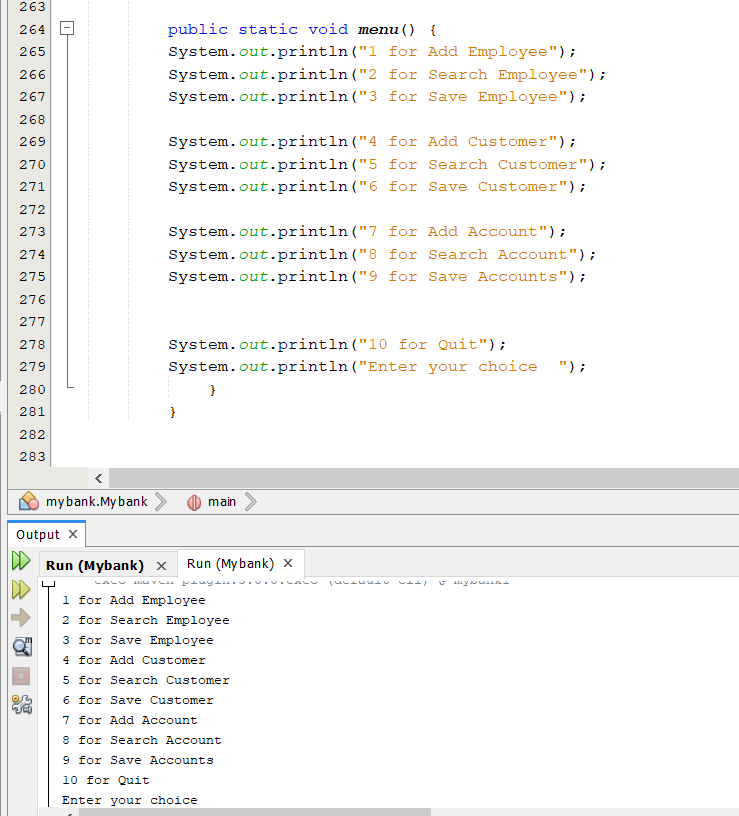 263
264 public static void menu() {
265 System.out.println("1 for Add Employee");
266 System.out.println("2 for Search Employee");
267 System.out.println("3 for Save Employee");
268
269 System.out.println("4 for Add Customer");
270 System.out.println("5 for Search Customer");
271 System.out.println("6 for Save Customer");
272
273 System.out.println("7 for Add Account");
274 System.out.println("8 for Search Account");
275 System.out.println("9 for Save Accounts");
276
277
278 System.out.println("10 for Quit");
279 System.out.println("Enter your choice  ");
280 }
281 }
282
283
mybank.Mybank main
Output
Run (Mybank) Run (Mybank)
1 for Add Employee
2 for Search Employee
3 for Save Employee
4 for Add Customer
5 for Search Customer
6 for Save Customer
7 for Add Account
8 for Search Account
9 for Save Accounts
10 for Quit
Enter your choice